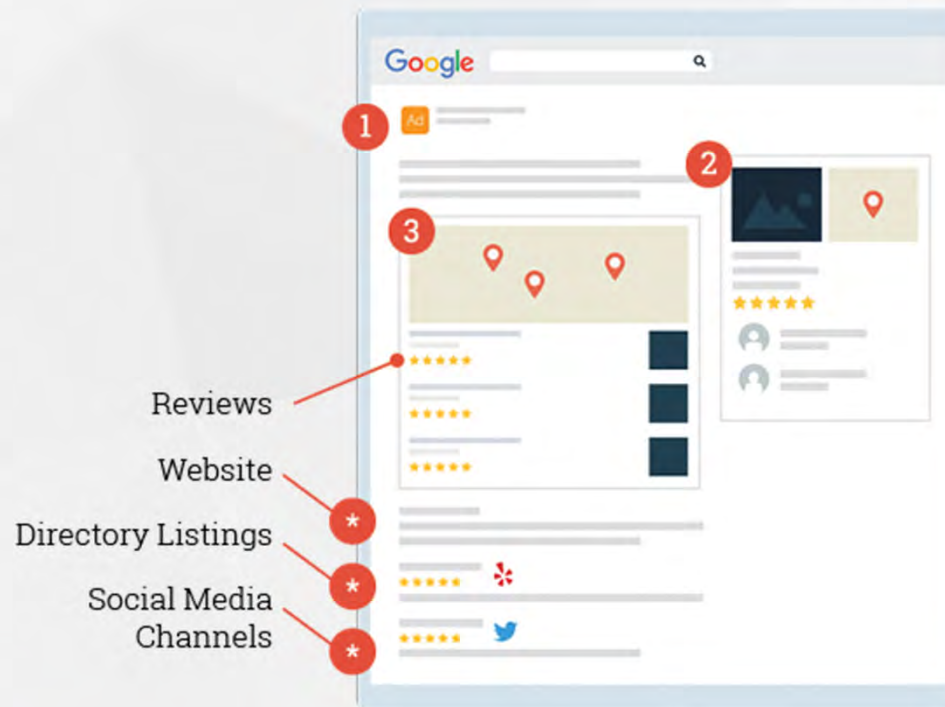 Google
1
Ad
2
3
Reviews
Website
*
Directory Listings
*
Social Media
Channels
*